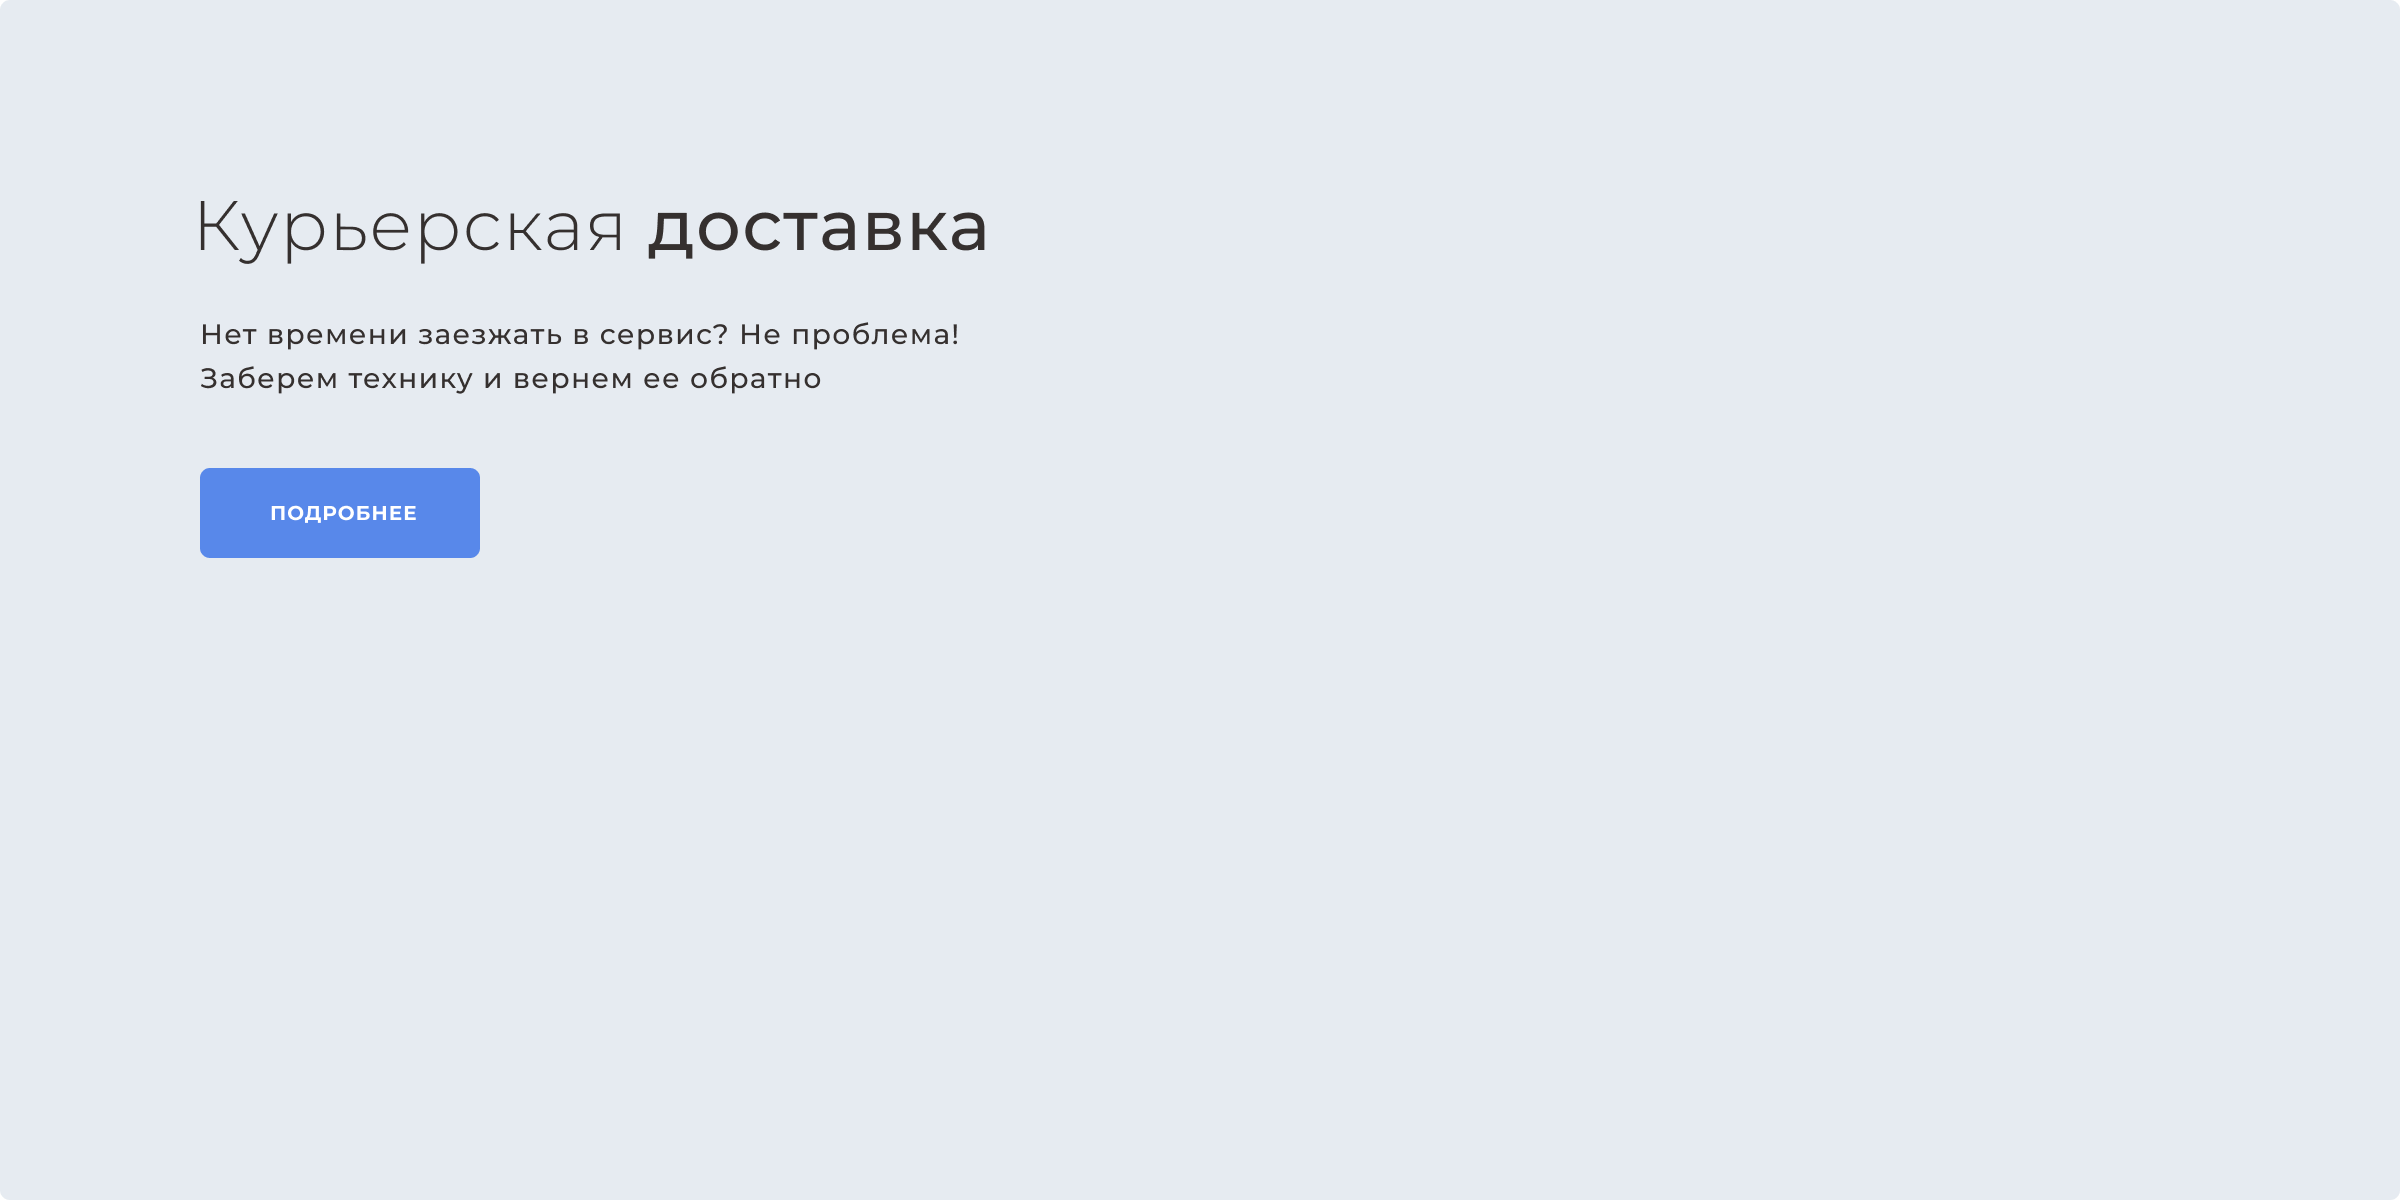 Курьерская доставка
Нет времени заезжать в сервис? Не проблема!
Заберем технику и вернем ее обратно
ПОДРОБНЕЕ